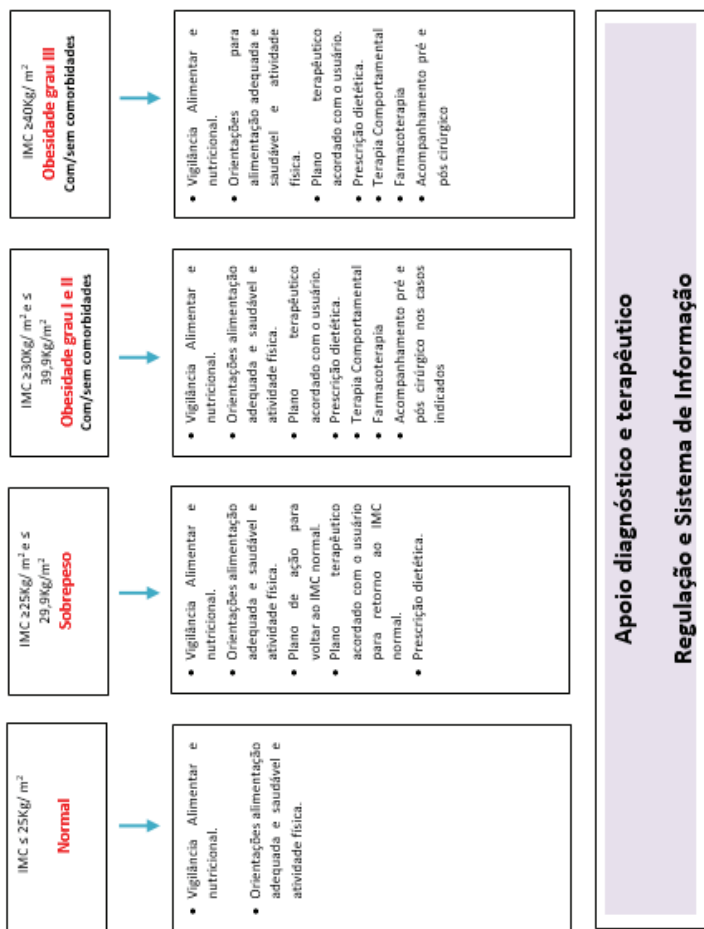 IMC ≤ 25Kg/ m²
Normal
• Vigilância Alimentar e
nutricional.
• Orientações alimentação
adequada e saudável e
atividade física.
IMC ≥25Kg/ m² e ≤
29,9Kg/m²
Sobrepeso
• Vigilância Alimentar e
nutricional.
• Orientações alimentação
adequada e saudável e
atividade física.
• Plano de ação para
voltar ao IMC normal.
• Plano terapêutico
acordado com o usuário
para retorno ao IMC
normal.
• Prescrição dietética.
IMC ≥30Kg/ m² e ≤
39,9Kg/m²
Obesidade grau I e II
Com/sem comorbidades
• Vigilância Alimentar e
nutricional.
• Orientações alimentação
adequada e saudável e
atividade física.
• Plano terapêutico
acordado com o usuário.
• Prescrição dietética.
• Terapia Comportamental
• Farmacoterapia
• Acompanhamento pré e
pós cirúrgico nos casos
indicados
IMC ≥40Kg/ m²
Obesidade grau III
Com/sem comorbidades
• Vigilância Alimentar e
nutricional.
• Orientações para
alimentação adequada e
saudável e atividade
física.
• Plano terapêutico
acordado com o usuário.
• Prescrição dietética.
• Terapia Comportamental
• Farmacoterapia
• Acompanhamento pré e
pós cirúrgico
Apoio diagnóstico e terapêutico
Regulação e Sistema de Informação